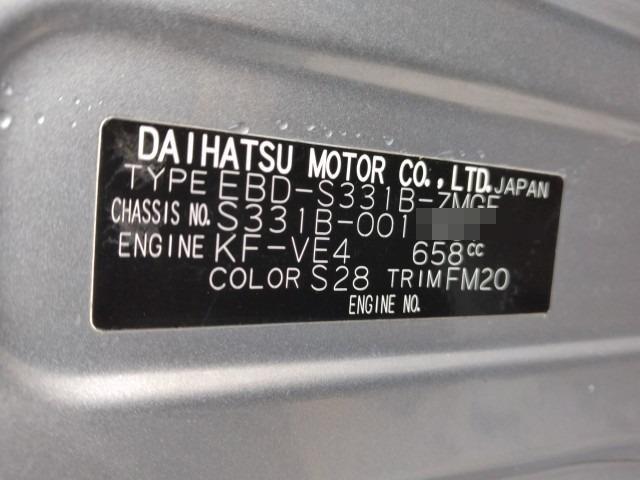 DAIHATSU MOTOR CO., LTD. JAPAN
TYPE EBD-S331B-ZMGF
CHASSIS NO. S331B-001
ENGINE KF-VE4 658cc
COLOR S28 TRIM FM20
ENGINE NO.